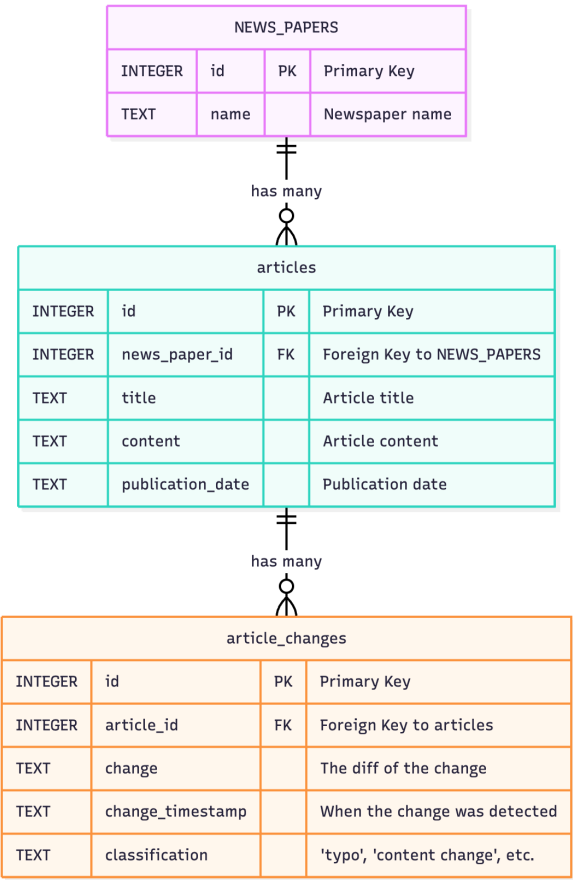 NEWS_PAPERS
INTEGER id PK Primary Key
TEXT name Newspaper name
has many
articles
INTEGER id PK Primary Key
INTEGER news_paper_id FK Foreign Key to NEWS_PAPERS
TEXT title Article title
TEXT content Article content
TEXT publication_date Publication date
has many
article_changes
INTEGER id PK Primary Key
INTEGER article_id FK Foreign Key to articles
TEXT change The diff of the change
TEXT change_timestamp When the change was detected
TEXT classification 'typo', 'content change', etc.